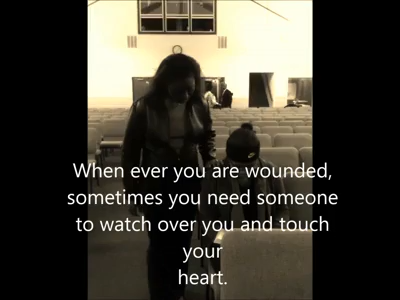 When ever you are wounded,
sometimes you need someone
to watch over you and touch
your
heart.